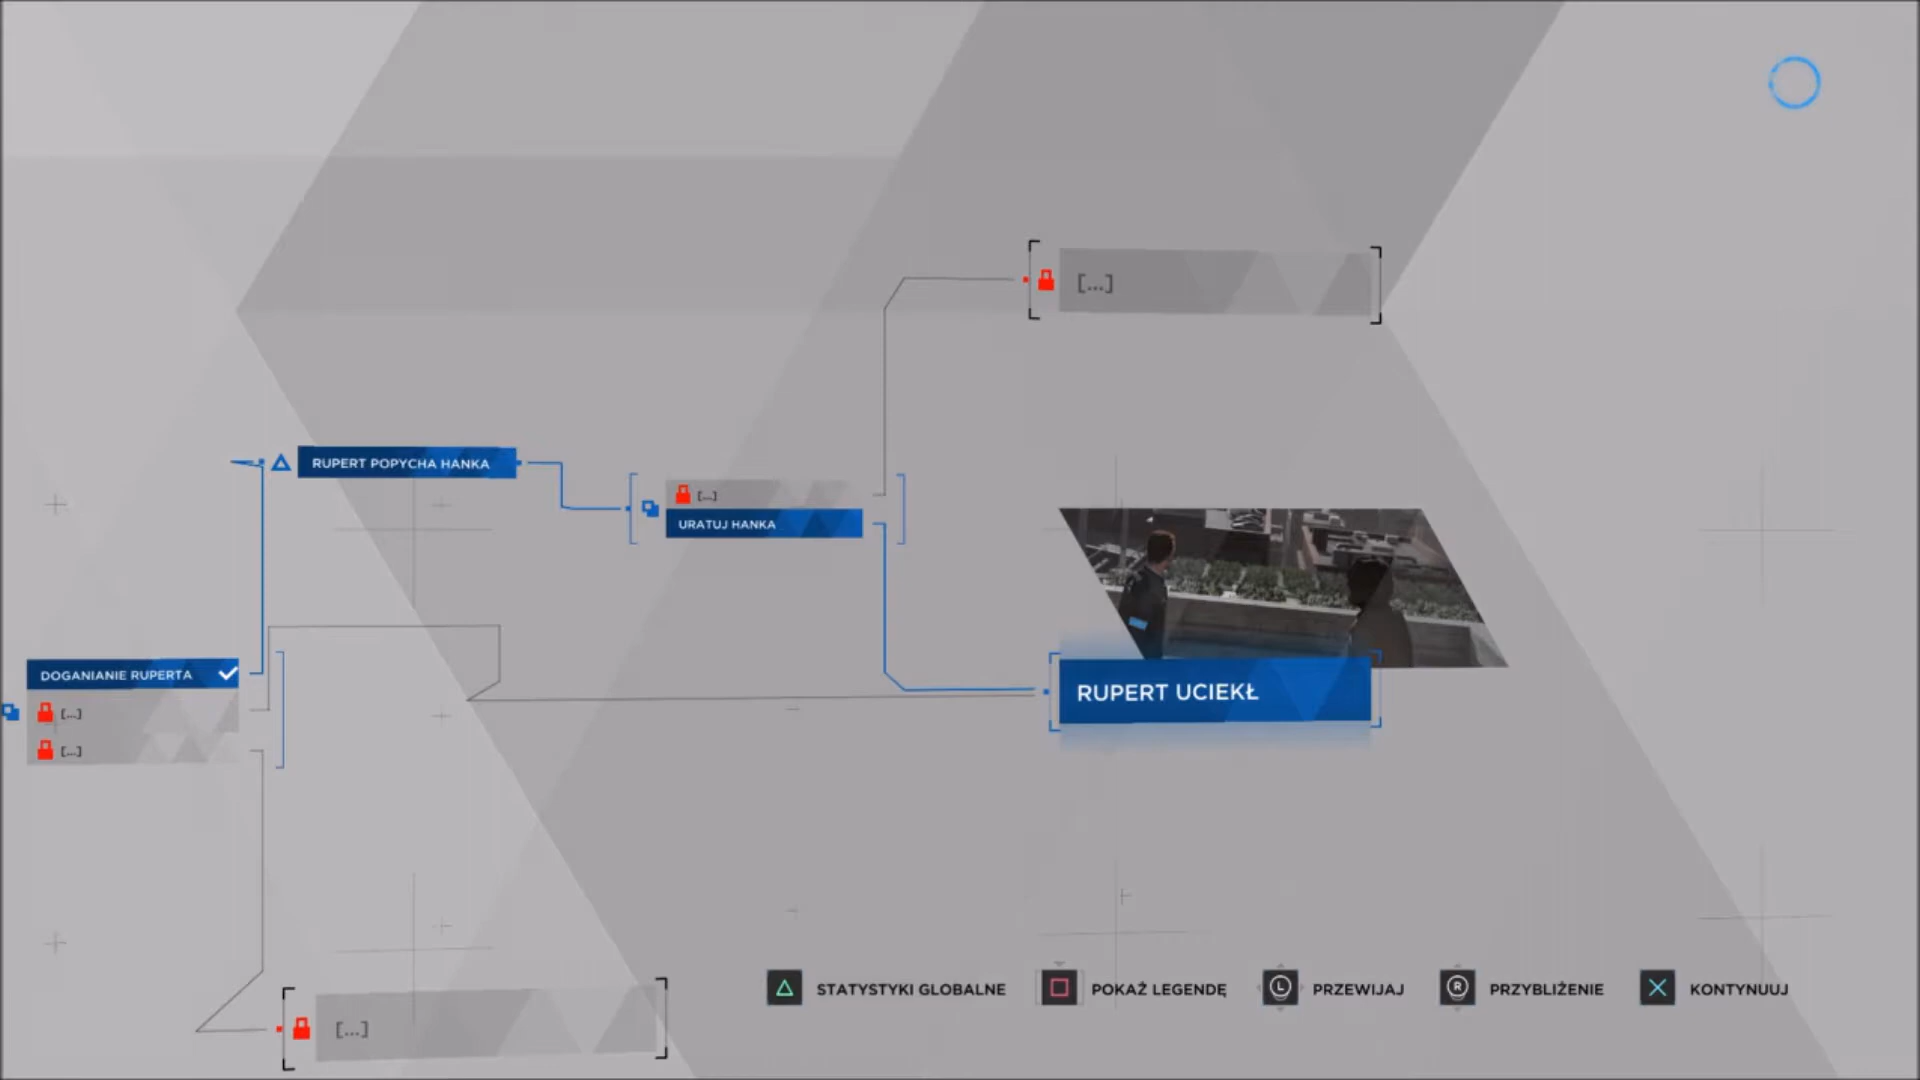 [...]
RUPERT POPYCHA HANKA
[...]
URATUJ HANKA
DOGANIANIE RUPERTA
[...]
[...]
RUPERT UCIEKŁ
[...]
STATYSTYKI GLOBALNE
POKAŻ LEGENDĘ
L
PRZEWIJAJ
R
PRZYBLIŻENIE
KONTYNUUJ